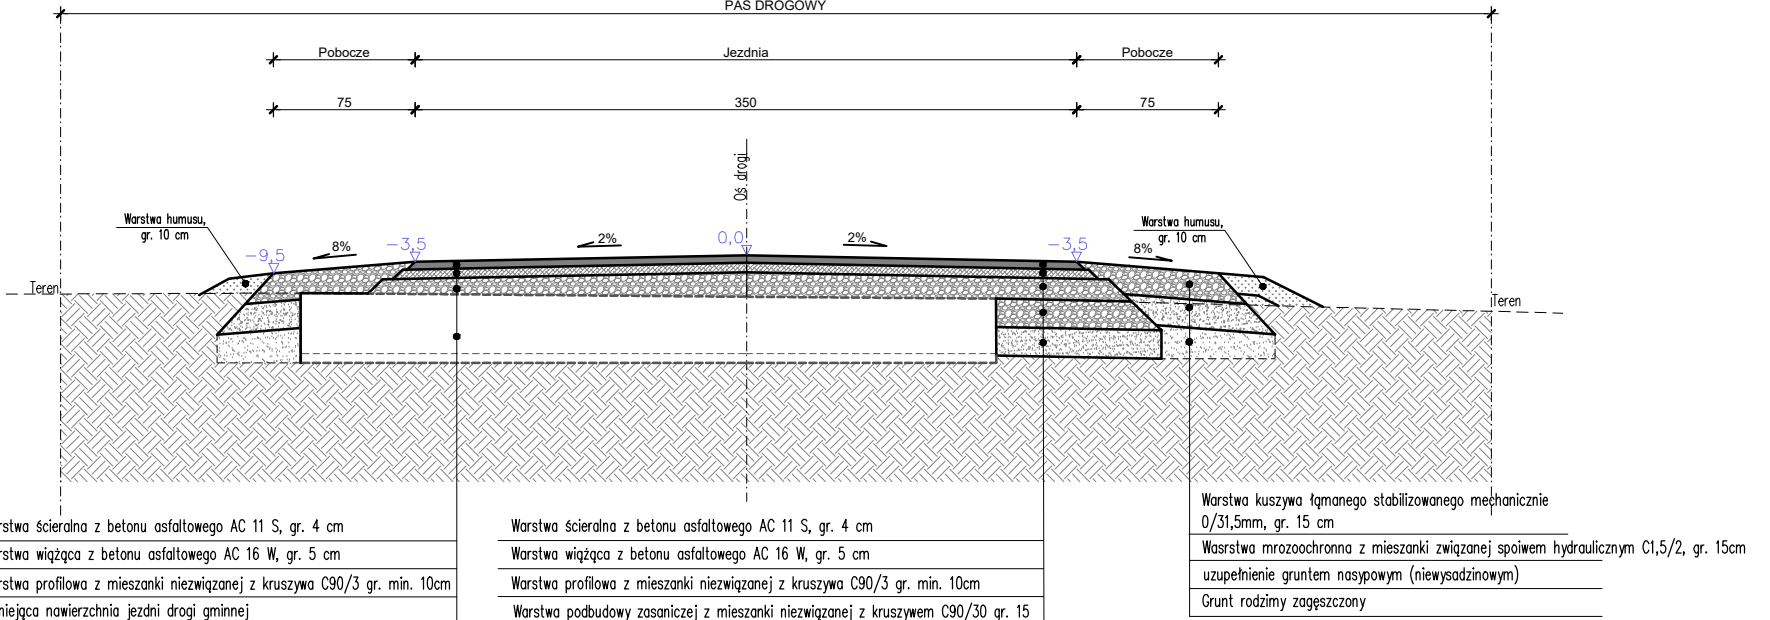 PAS DROGOWY
Pobocze Jezdnia Pobocze
75 350 75
Oś drogi
Warstwa humusu,
gr. 10 cm
Warstwa humusu,
gr. 10 cm
-9,5 8% -3,5 2% 0,0 2% -3,5 8%
Teren
Teren
rstwa ścieralna z betonu asfaltowego AC 11 S, gr. 4 cm
rstwa wiążąca z betonu asfaltowego AC 16 W, gr. 5 cm
rstwa profilowa z mieszanki niezwiązanej z kruszywa C90/3 gr. min. 10cm
niejąca nawierzchnia jezdni drogi gminnej
Warstwa ścieralna z betonu asfaltowego AC 11 S, gr. 4 cm
Warstwa wiążąca z betonu asfaltowego AC 16 W, gr. 5 cm
Warstwa profilowa z mieszanki niezwiązanej z kruszywa C90/3 gr. min. 10cm
Warstwa podbudowy zasaniczej z mieszanki niezwiązanej z kruszywem C90/30 gr. 15
Warstwa kuszywa łąmanego stabilizowanego mechanicznie
0/31,5mm, gr. 15 cm
Wasrstwa mrozoochronna z mieszanki związanej spoiwem hydraulicznym C1,5/2, gr. 15cm
uzupełnienie gruntem nasypowym (niewysadzinowym)
Grunt rodzimy zagęszczony